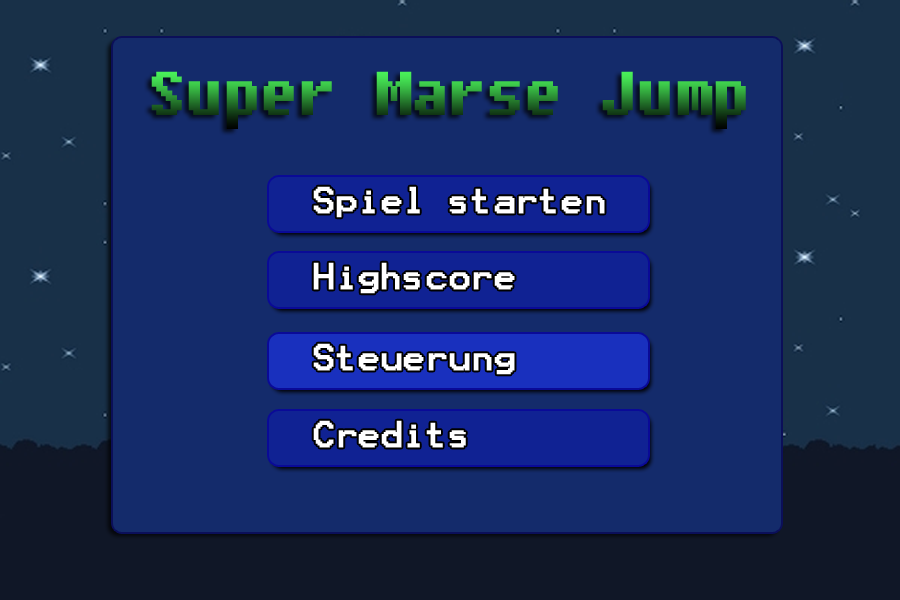 Super Marse Jump
Spiel starten
Highscore
Steuerung
Credits